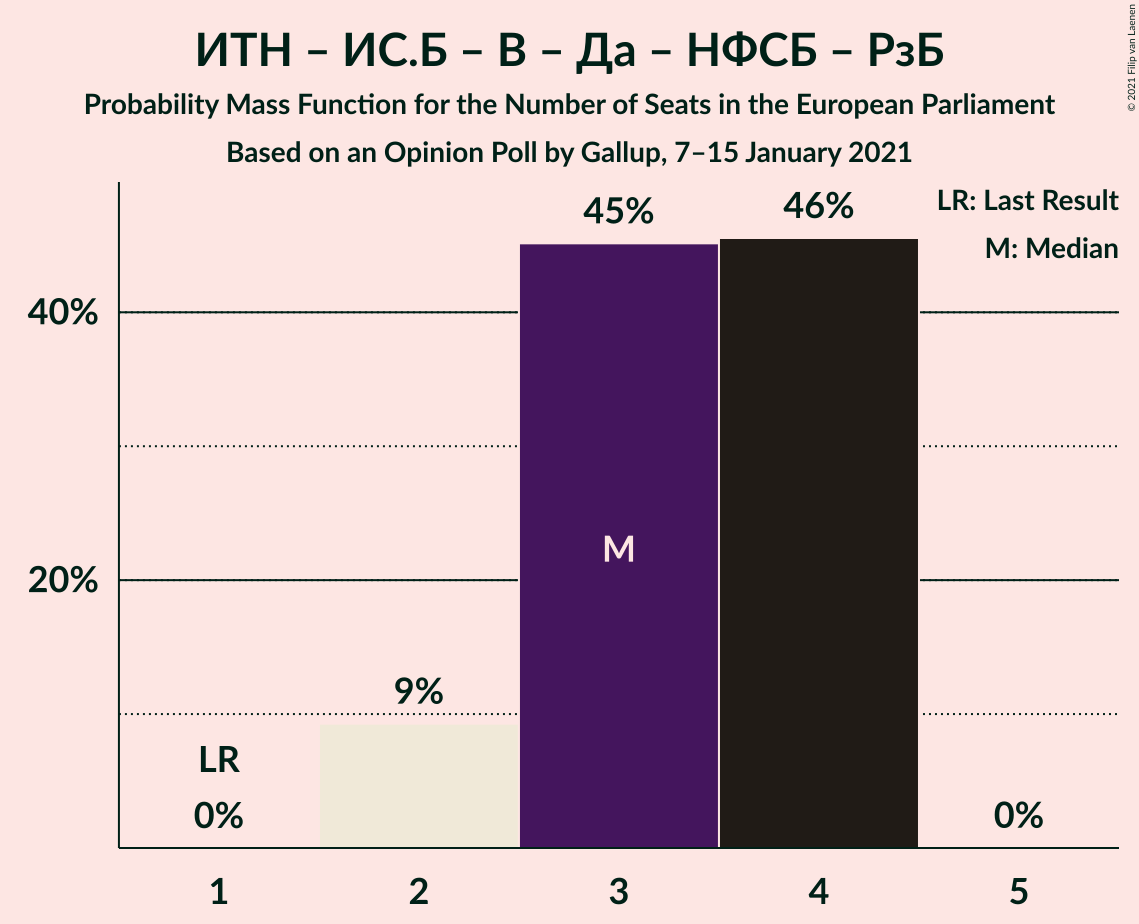 ИТН – ИС.Б – В – Да – НФСБ – РзБ
Probability Mass Function for the Number of Seats in the European Parliament
Based on an Opinion Poll by Gallup, 7–15 January 2021
© 2021 Filip van Laenen
LR: Last Result
M: Median
45%
46%
40%
M
20%
9%
LR
0%
0%
1
2
3
4
5